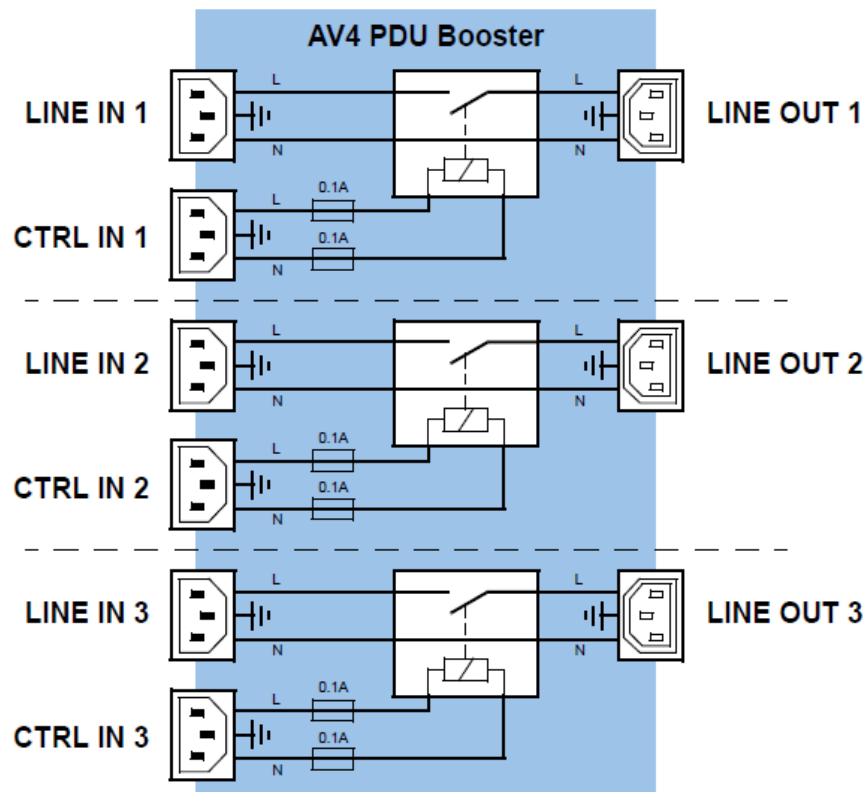 AV4 PDU Booster
L L
LINE IN 1 LINE OUT 1
N N
L 0.1A
CTRL IN 1 0.1A
N
L L
LINE IN 2 LINE OUT 2
N N
L 0.1A
CTRL IN 2 0.1A
N
L L
LINE IN 3 LINE OUT 3
N N
L 0.1A
CTRL IN 3 0.1A
N